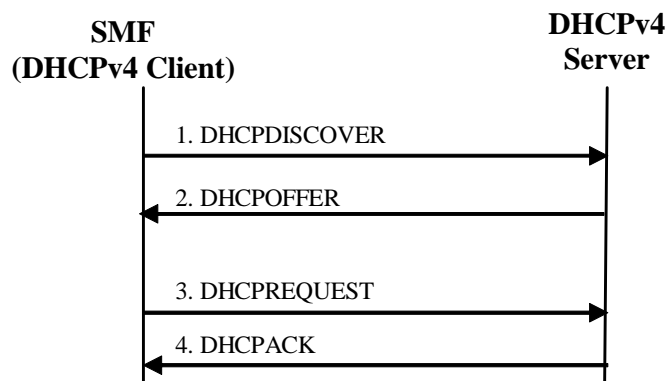 SMF
(DHCPv4 Client)
DHCPv4
Server
1. DHCPDISCOVER
2. DHCPOFFER
3. DHCPREQUEST
4. DHCPACK